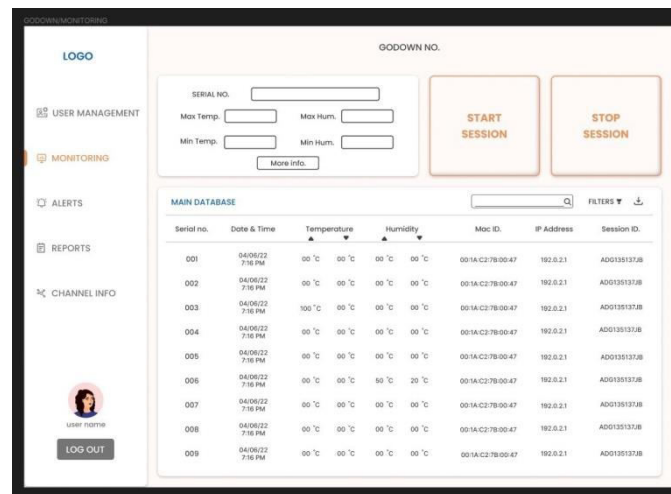 GODOWN/MONITORING
LOGO
USER MANAGEMENT
MONITORING
ALERTS
REPORTS
CHANNEL INFO
user name
LOG OUT
GODOWN NO.
SERIAL NO.
Max Temp. Max Hum.
Min Temp. Min Hum.
More info.
START
SESSION
STOP
SESSION
MAIN DATABASE FILTERS
Serial no. Date & Time Temperature Humidity Mac ID. IP Address Session ID.
001 04/06/22 7:16 PM 00 °C 00 °C 00 °C 00 °C 00:1A:C2:7B:00:47 192.0.2.1 ADG135137JB
002 04/06/22 7:16 PM 00 °C 00 °C 00 °C 00 °C 00:1A:C2:7B:00:47 192.0.2.1 ADG135137JB
003 04/06/22 7:16 PM 100 °C 00 °C 00 °C 00 °C 00:1A:C2:7B:00:47 192.0.2.1 ADG135137JB
004 04/06/22 7:16 PM 00 °C 00 °C 00 °C 00 °C 00:1A:C2:7B:00:47 192.0.2.1 ADG135137JB
005 04/06/22 7:16 PM 00 °C 00 °C 00 °C 00 °C 00:1A:C2:7B:00:47 192.0.2.1 ADG135137JB
006 04/06/22 7:16 PM 00 °C 00 °C 50 °C 20 °C 00:1A:C2:7B:00:47 192.0.2.1 ADG135137JB
007 04/06/22 7:16 PM 00 °C 00 °C 00 °C 00 °C 00:1A:C2:7B:00:47 192.0.2.1 ADG135137JB
008 04/06/22 7:16 PM 00 °C 00 °C 00 °C 00 °C 00:1A:C2:7B:00:47 192.0.2.1 ADG135137JB
009 04/06/22 7:16 PM 00 °C 00 °C 00 °C 00 °C 00:1A:C2:7B:00:47 192.0.2.1 ADG135137JB